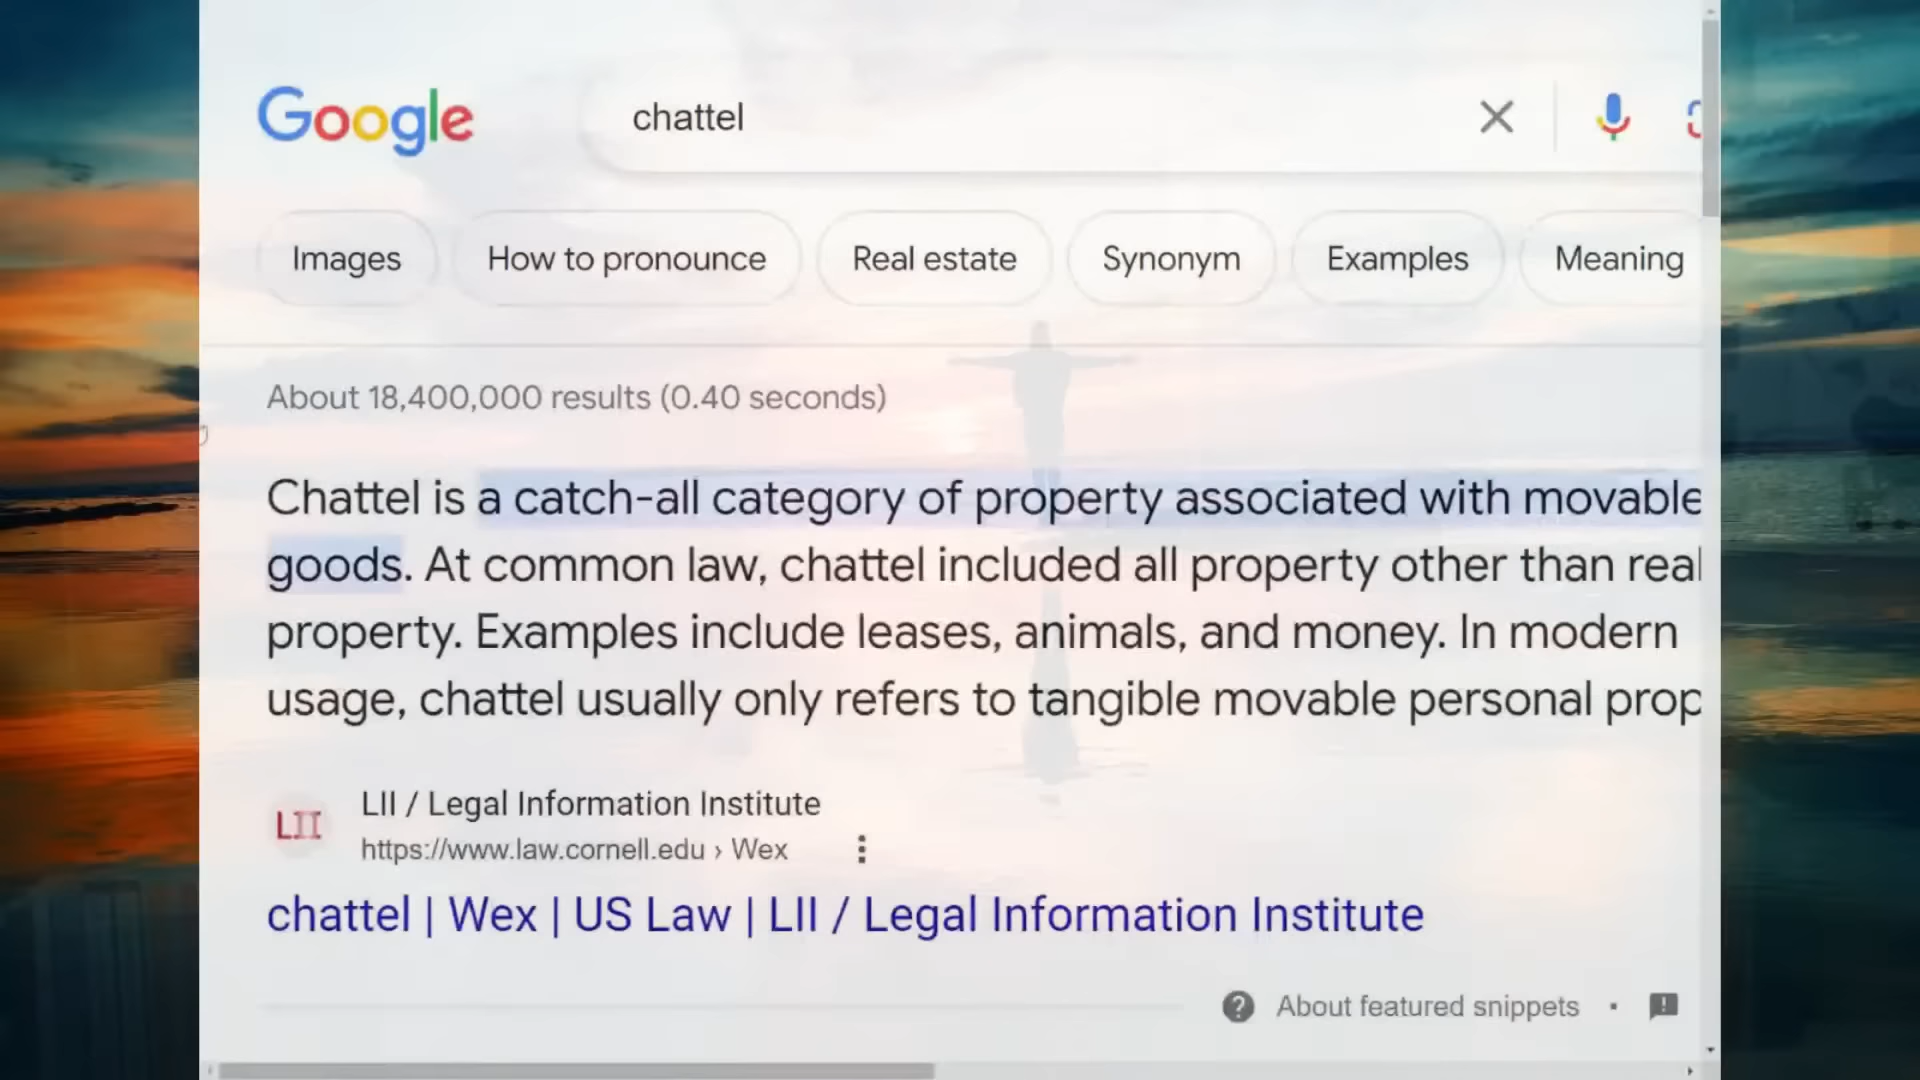 Google
chattel
Images How to pronounce Real estate Synonym Examples Meaning
About 18,400,000 results (0.40 seconds)
Chattel is a catch-all category of property associated with movable
goods. At common law, chattel included all property other than real
property. Examples include leases, animals, and money. In modern
usage, chattel usually only refers to tangible movable personal prop
LII
LII / Legal Information Institute
https://www.law.cornell.edu › Wex
chattel | Wex | US Law | LII / Legal Information Institute
About featured snippets